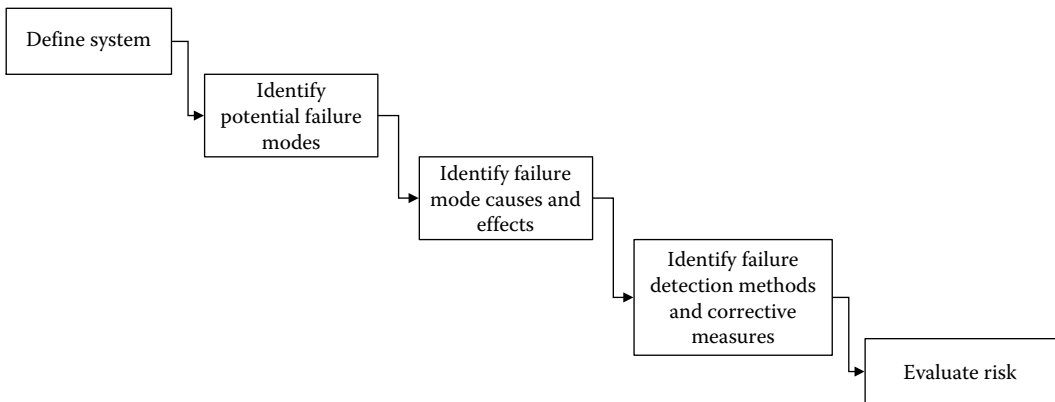 Define system
Identify
potential failure
modes
Identify failure
mode causes and
effects
Identify failure
detection methods
and corrective
measures
Evaluate risk